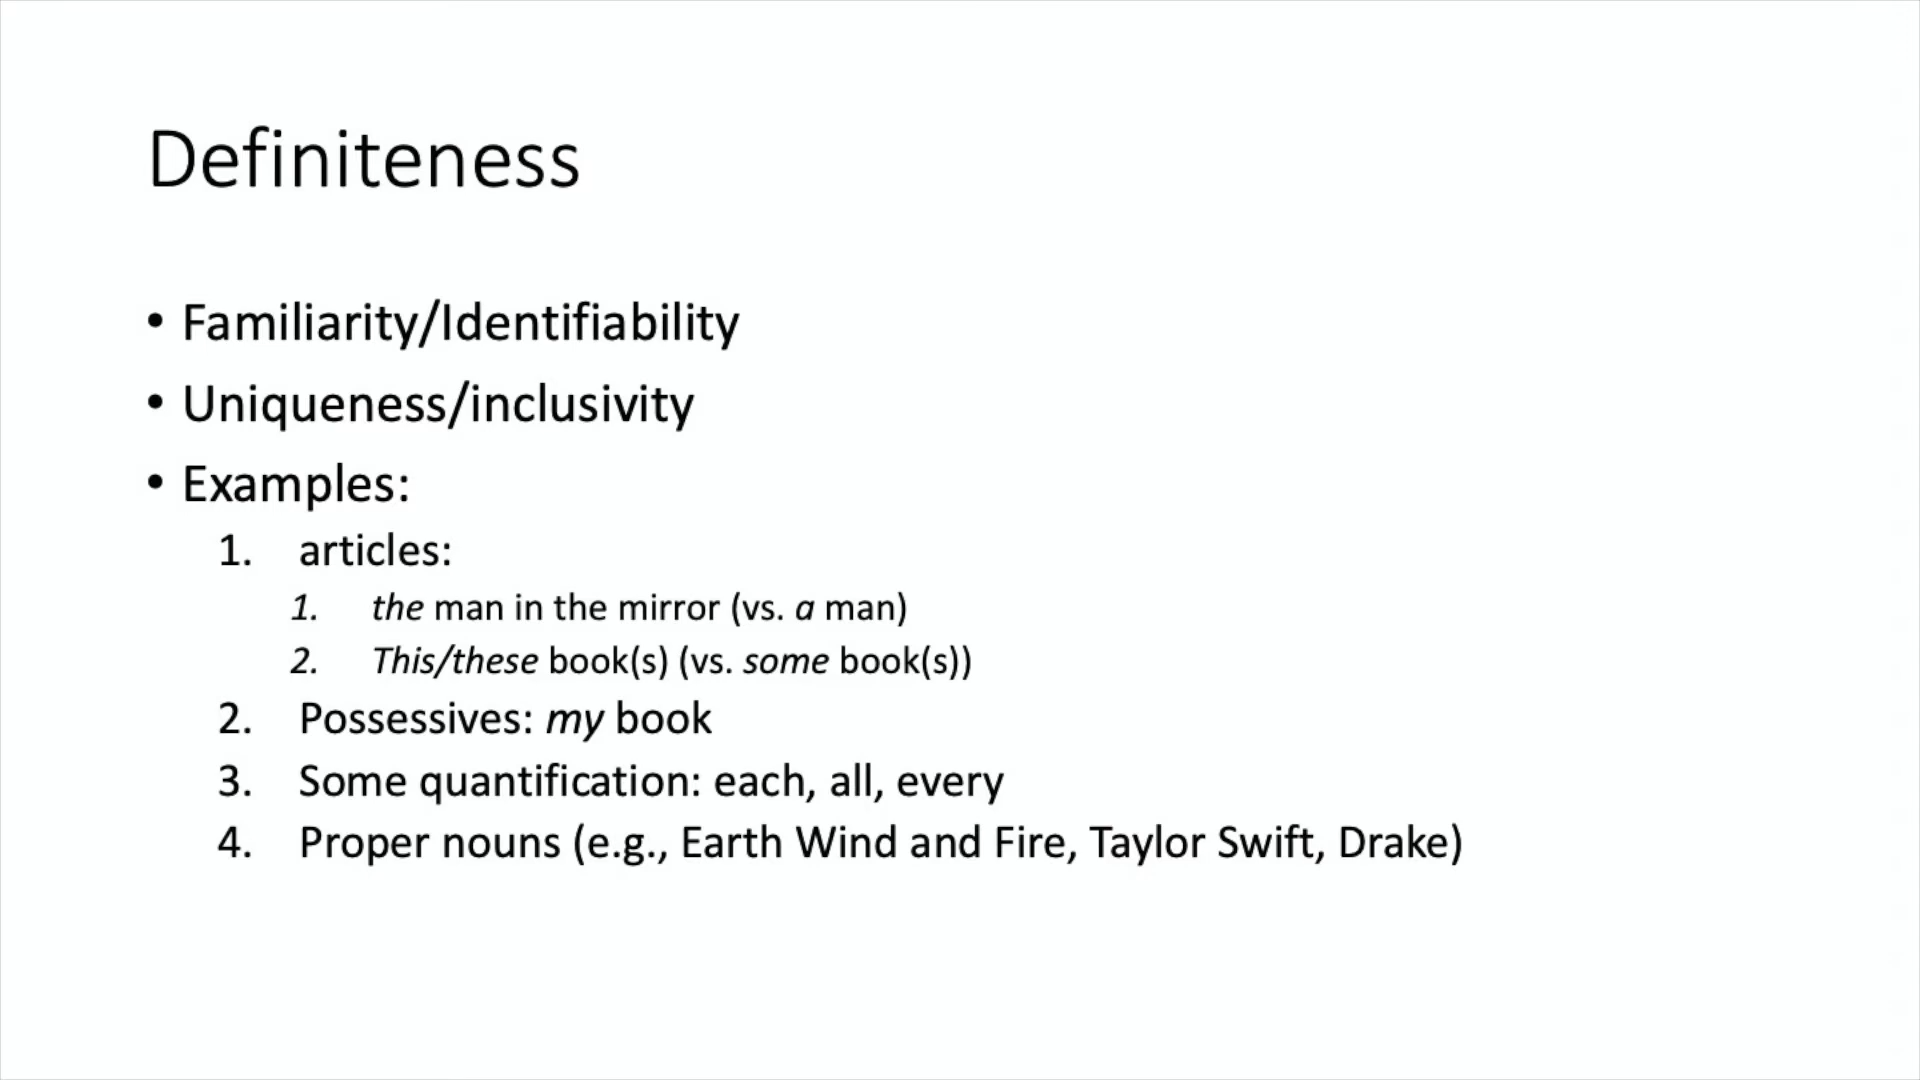 Definiteness
• Familiarity/Identifiability
• Uniqueness/inclusivity
• Examples:
1. articles:
1. the man in the mirror (vs. a man)
2. This/these book(s) (vs. some book(s))
2. Possessives: my book
3. Some quantification: each, all, every
4. Proper nouns (e.g., Earth Wind and Fire, Taylor Swift, Drake)